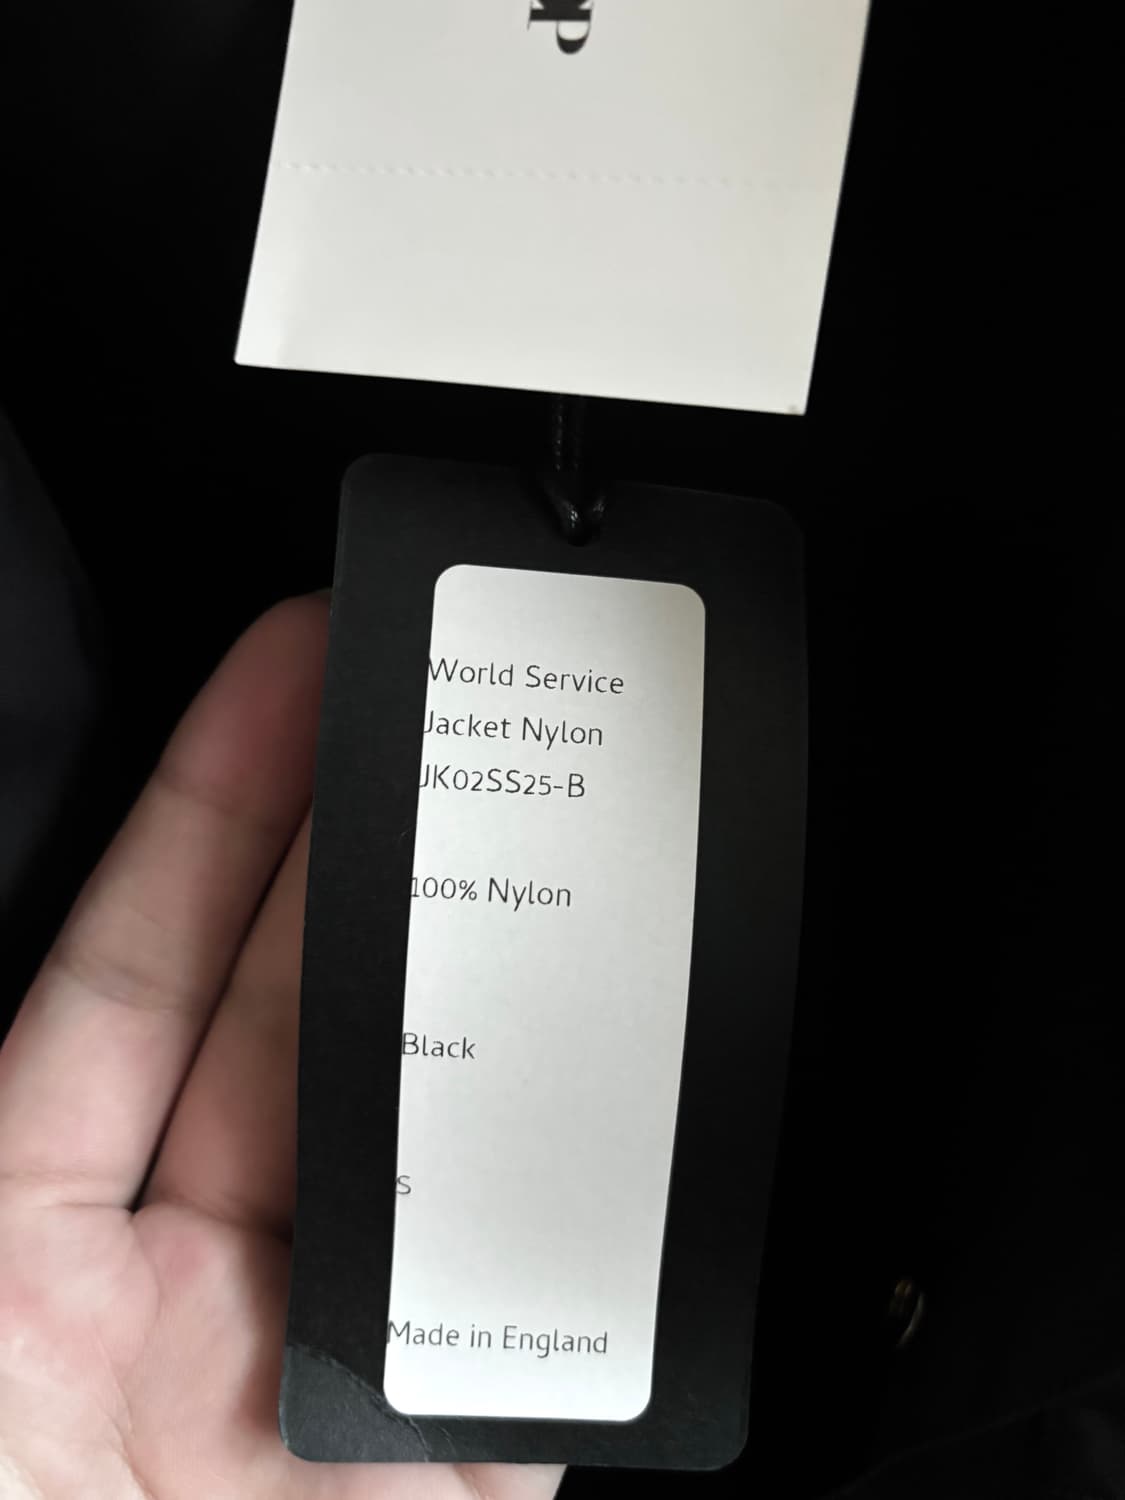 World Service
Jacket Nylon
JK02SS25-B
100% Nylon
Black
S
Made in England